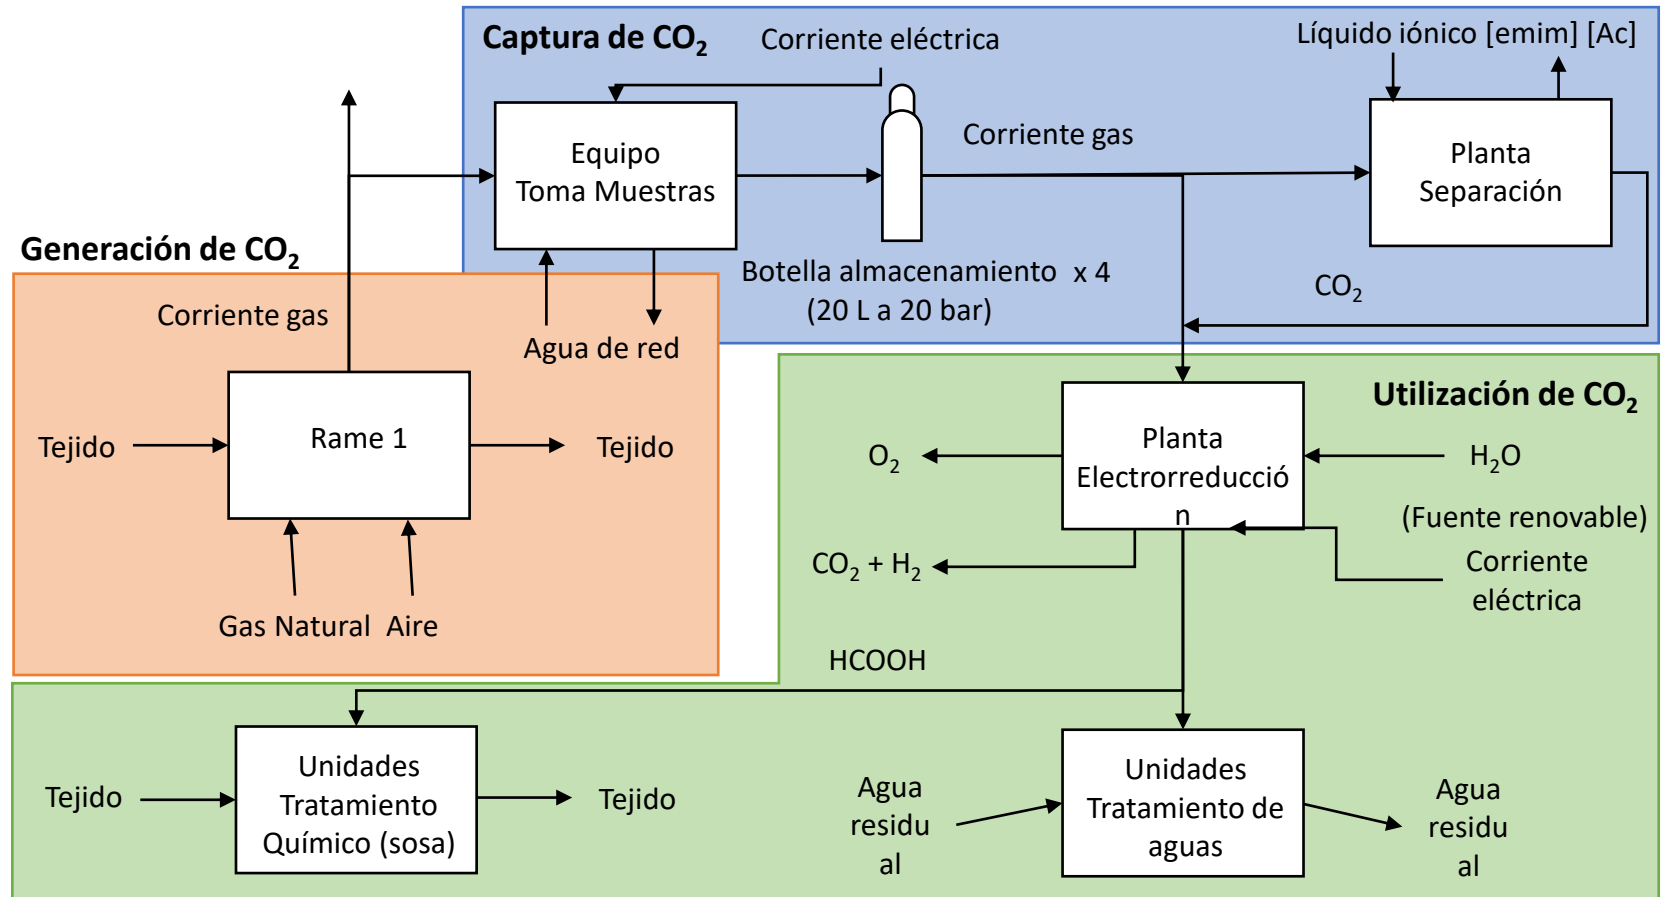 Captura de CO₂
Corriente eléctrica
Líquido iónico [emim] [Ac]
Equipo
Toma Muestras
Corriente gas
Planta
Separación
Botella almacenamiento x 4
(20 L a 20 bar)
CO₂
Agua de red
Generación de CO₂
Corriente gas
Tejido
Rame 1
Tejido
Gas Natural
Aire
Utilización de CO₂
O₂
Planta
Electrorreducció
n
H₂O
(Fuente renovable)
Corriente
eléctrica
CO₂ + H₂
HCOOH
Tejido
Unidades
Tratamiento
Químico (sosa)
Tejido
Agua
residu
al
Unidades
Tratamiento de
aguas
Agua
residu
al